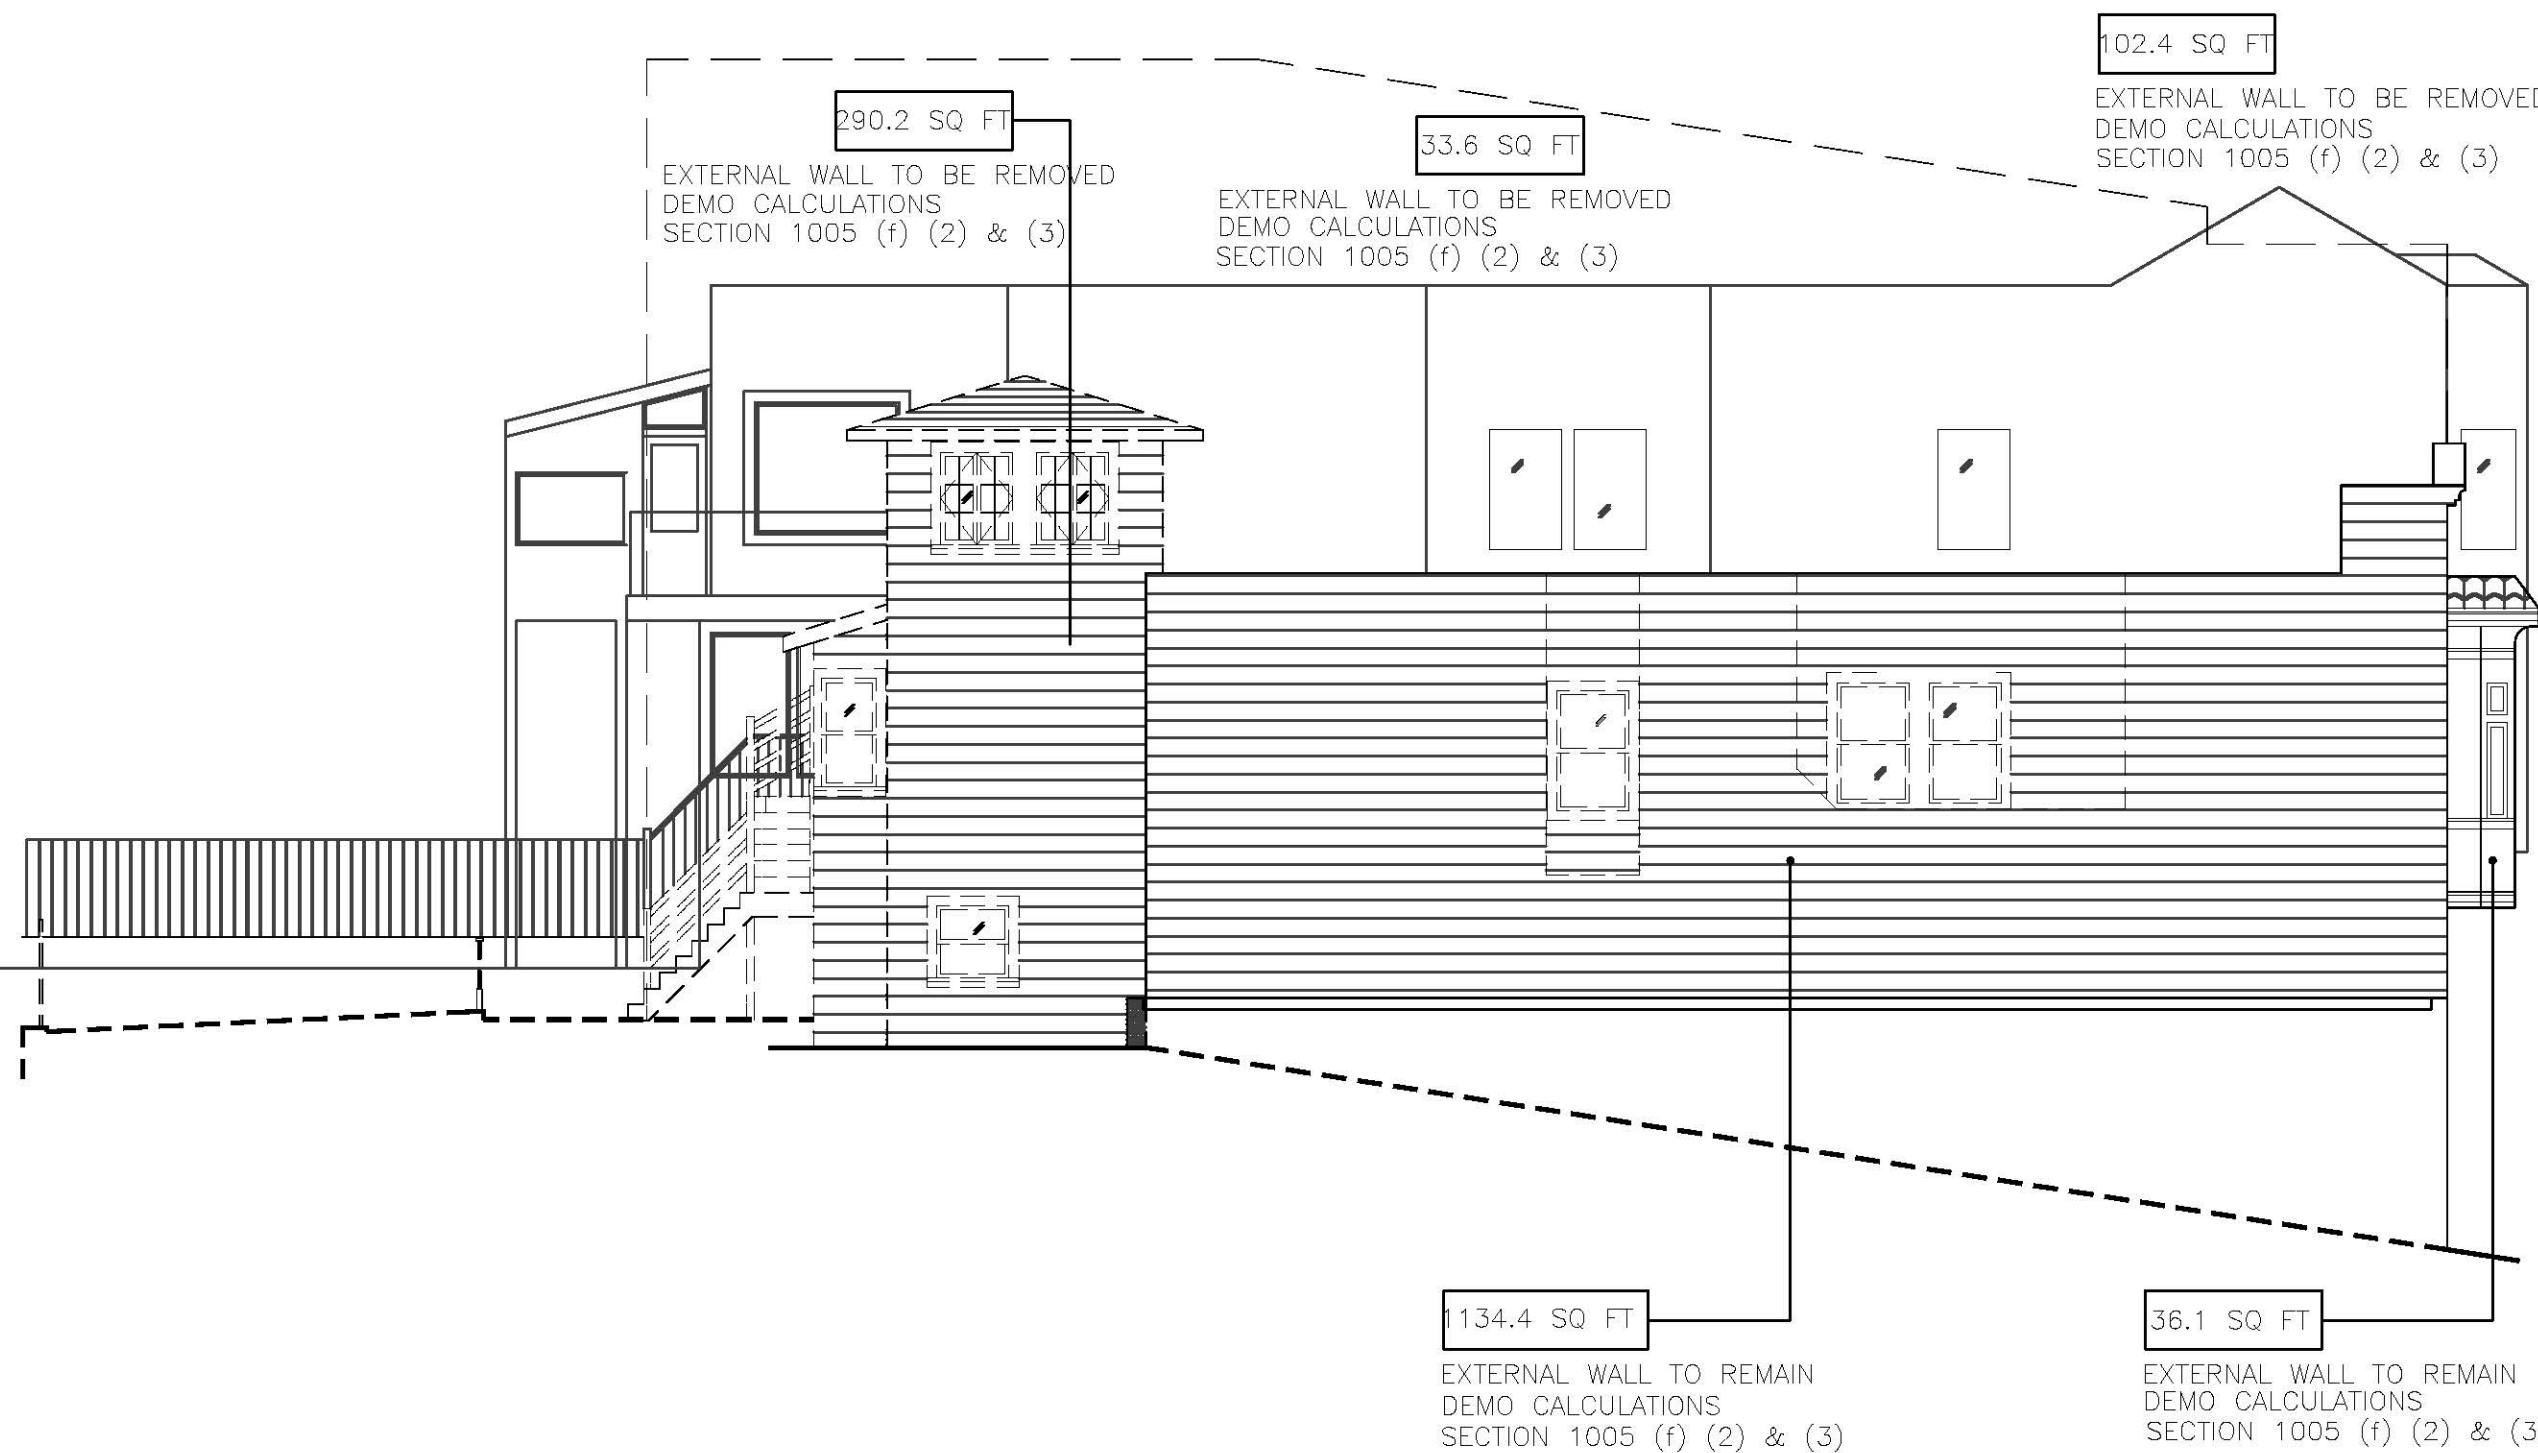 102.4 SQ FT
EXTERNAL WALL TO BE REMOVED
DEMO CALCULATIONS
SECTION 1005 (f) (2) & (3)
290.2 SQ FT
EXTERNAL WALL TO BE REMOVED
DEMO CALCULATIONS
SECTION 1005 (f) (2) & (3)
33.6 SQ FT
EXTERNAL WALL TO BE REMOVED
DEMO CALCULATIONS
SECTION 1005 (f) (2) & (3)
1134.4 SQ FT
EXTERNAL WALL TO REMAIN
DEMO CALCULATIONS
SECTION 1005 (f) (2) & (3)
36.1 SQ FT
EXTERNAL WALL TO REMAIN
DEMO CALCULATIONS
SECTION 1005 (f) (2) & (3